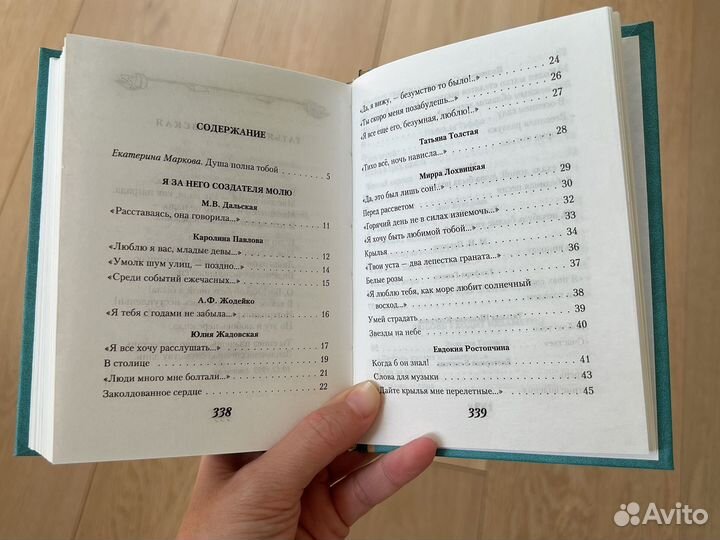 СОДЕРЖАНИЕ
Екатерина Маркова. Душа полна тобой . . . . . . . . . . . 5
Я ЗА НЕГО СОЗДАТЕЛЯ МОЛЮ
М.В. Дальская
«Расставаясь, она говорила...» . . . . . . . . . . . . . . . . . 11
Каролина Павлова
«Люблю я вас, младые девы...» . . . . . . . . . . . . . . . . 12
«Умолк шум улиц, — поздно...» . . . . . . . . . . . . . . . . 14
«Среди событий ежечасных...» . . . . . . . . . . . . . . . . 15
А.Ф. Жодейко
«Я тебя с годами не забыла...» . . . . . . . . . . . . . . . . 16
Юлия Жадовская
«Я все хочу расслушать...» . . . . . . . . . . . . . . . . . . 17
В столице . . . . . . . . . . . . . . . . . . . . . . . . . . 19
«Люди много мне болтали...» . . . . . . . . . . . . . . . . . 21
Заколдованное сердце . . . . . . . . . . . . . . . . . . . . 22
338
24
«Да, я вижу, — безумство то было!..» . . . . . . . . . . . . 26
«Ты скоро меня позабудешь...» . . . . . . . . . . . . . . . . 27
«Я все еще его, безумная, люблю!..»
Татьяна Толстая
«Тихо всё, ночь нависла...» . . . . . . . . . . . . . . . . . 28
Мирра Лохвицкая
«Да, это был лишь сон!..» . . . . . . . . . . . . . . . . . . 29
Перед рассветом . . . . . . . . . . . . . . . . . . . . . . . 30
«Горячий день не в силах изнемочь...» . . . . . . . . . . . 32
«Я хочу быть любимой тобой...» . . . . . . . . . . . . . . . 33
Крылья . . . . . . . . . . . . . . . . . . . . . . . . . . . 34
«Твои уста — два лепестка граната...» . . . . . . . . . . . 36
Белые розы . . . . . . . . . . . . . . . . . . . . . . . . . 37
«Я люблю тебя, как море любит солнечный
восход...» . . . . . . . . . . . . . . . . . . . . . . . . . 38
Умей страдать . . . . . . . . . . . . . . . . . . . . . . . . 39
Звезды на небе . . . . . . . . . . . . . . . . . . . . . . . 40
Евдокия Ростопчина
Когда б он знал! . . . . . . . . . . . . . . . . . . . . . . 41
Слова для музыки . . . . . . . . . . . . . . . . . . . . . . 43
Дайте крылья мне перелетные...» . . . . . . . . . . . . . . 45
339
Avito